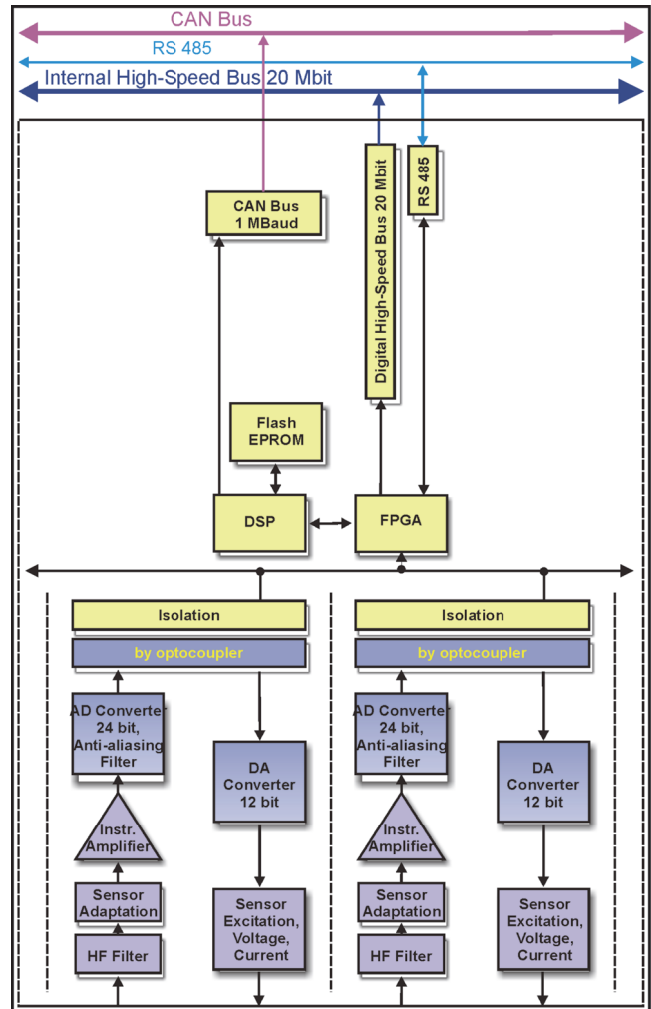 CAN Bus
RS 485
Internal High-Speed Bus 20 Mbit
CAN Bus
1 MBaud
Digital High-Speed Bus 20 Mbit
RS 485
Flash
EPROM
DSP
FPGA
Isolation
by optocoupler
AD Converter
24 bit,
Anti-aliasing
Filter
DA
Converter
12 bit
Instr.
Amplifier
Sensor
Adaptation
HF Filter
Sensor
Excitation,
Voltage,
Current
Isolation
by optocoupler
AD Converter
24 bit,
Anti-aliasing
Filter
DA
Converter
12 bit
Instr.
Amplifier
Sensor
Adaptation
HF Filter
Sensor
Excitation,
Voltage,
Current